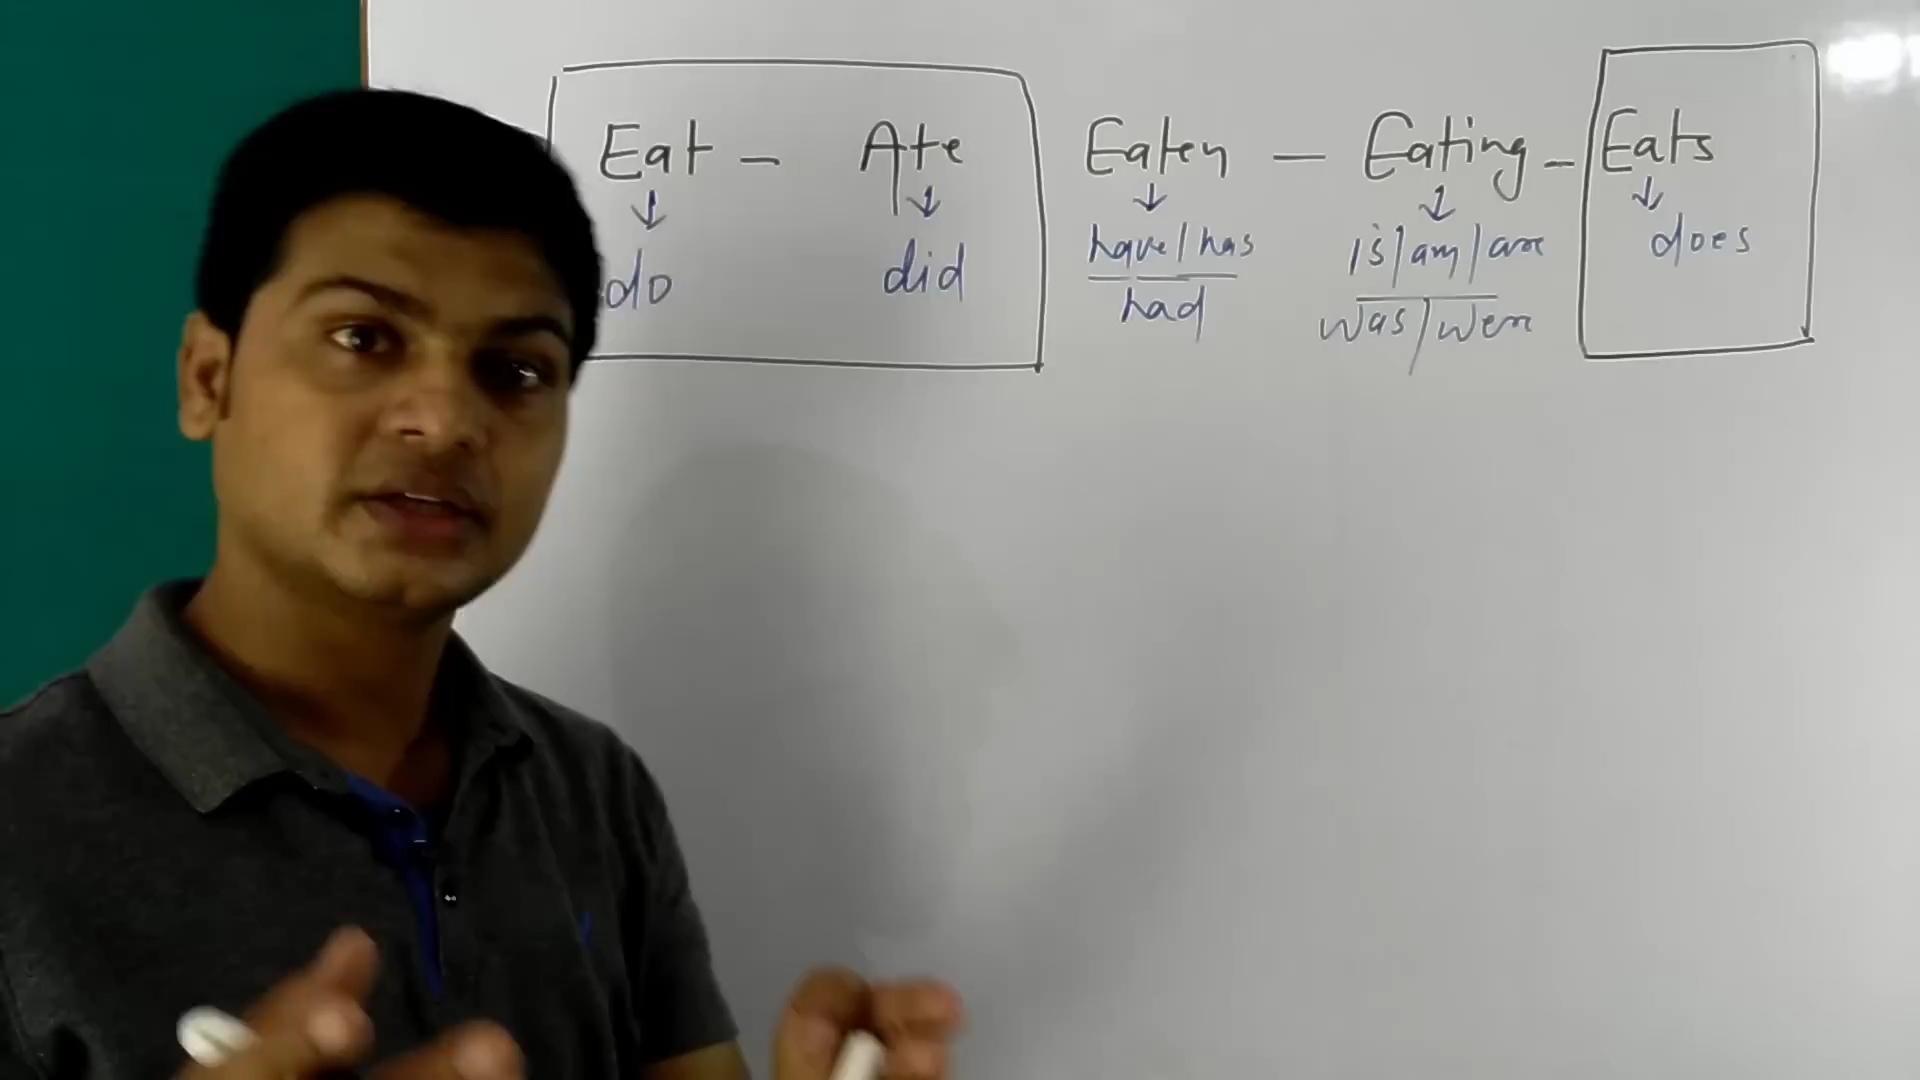 Eat – Ate Eaten – Eating – Eats
do did have/has is/am/are does
had was/were